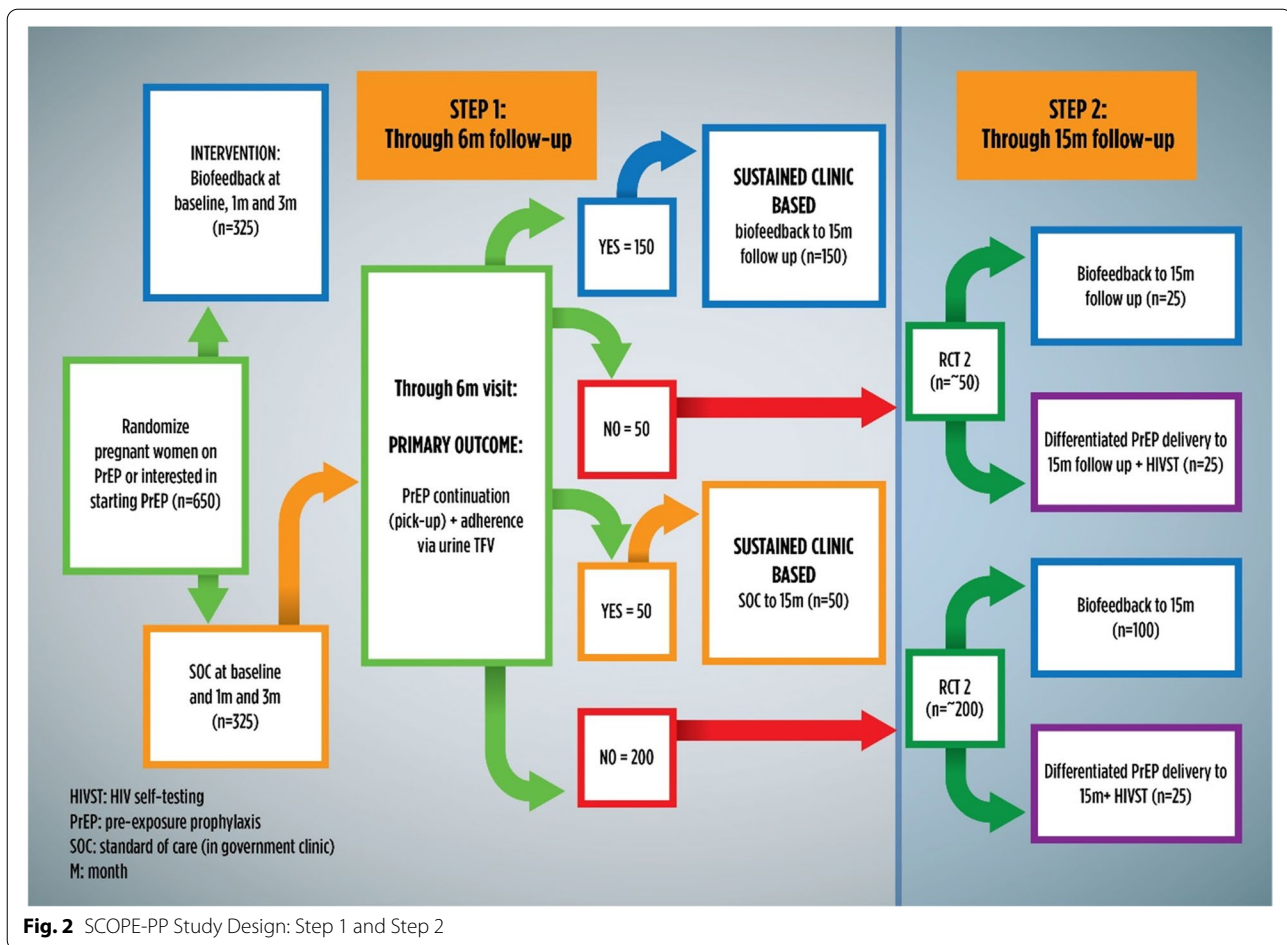 INTERVENTION:
Biofeedback at
baseline, 1m and 3m
(n=325)
Randomize
pregnant women on
PrEP or interested in
starting PrEP (n=650)
SOC at baseline
and 1m and 3m
(n=325)
HIVST: HIV self-testing
PrEP: pre-exposure prophylaxis
SOC: standard of care (in government clinic)
M: month
STEP 1:
Through 6m follow-up
Through 6m visit:
PRIMARY OUTCOME:
PrEP continuation
(pick-up) + adherence
via urine TFV
YES = 150
SUSTAINED CLINIC
BASED
biofeedback to 15m
follow up (n=150)
NO = 50
YES = 50
SUSTAINED CLINIC
BASED
SOC to 15m (n=50)
NO = 200
STEP 2:
Through 15m follow-up
RCT 2
(n=~50)
Biofeedback to 15m
follow up (n=25)
Differentiated PrEP delivery to
15m follow up + HIVST (n=25)
RCT 2
(n=~200)
Biofeedback to 15m
(n=100)
Differentiated PrEP delivery to
15m+ HIVST (n=25)
Fig. 2 SCOPE-PP Study Design: Step 1 and Step 2